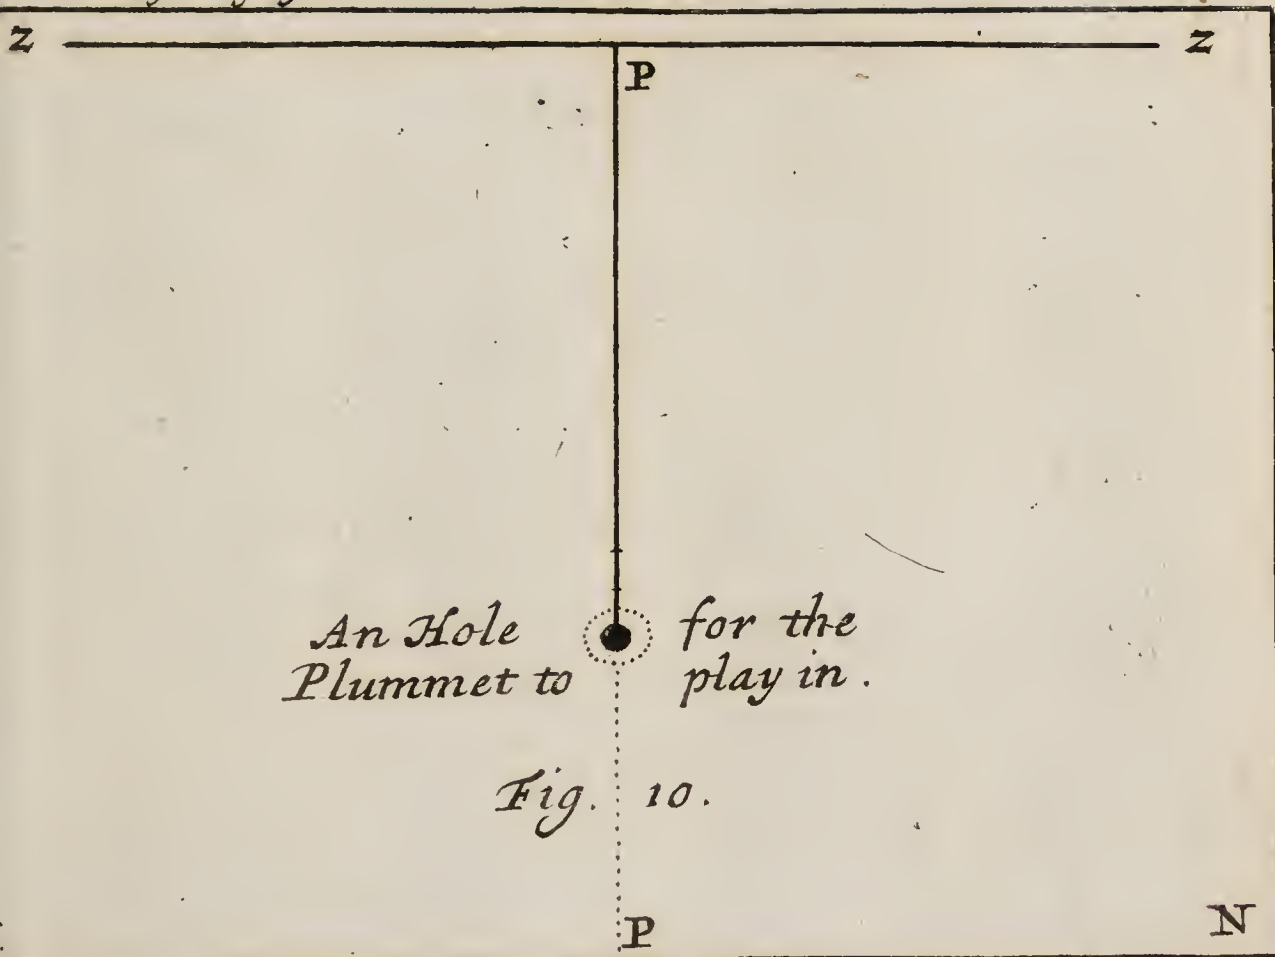 Z Z
P
An Hole for the
Plummet to play in.
Fig. 10.
P
N